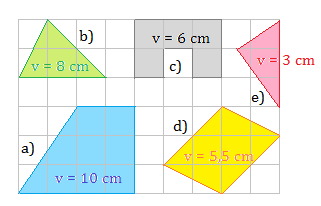 b)
v = 6 cm
v = 8 cm
c)
v = 3 cm
e)
d)
a)
v = 5,5 cm
v = 10 cm